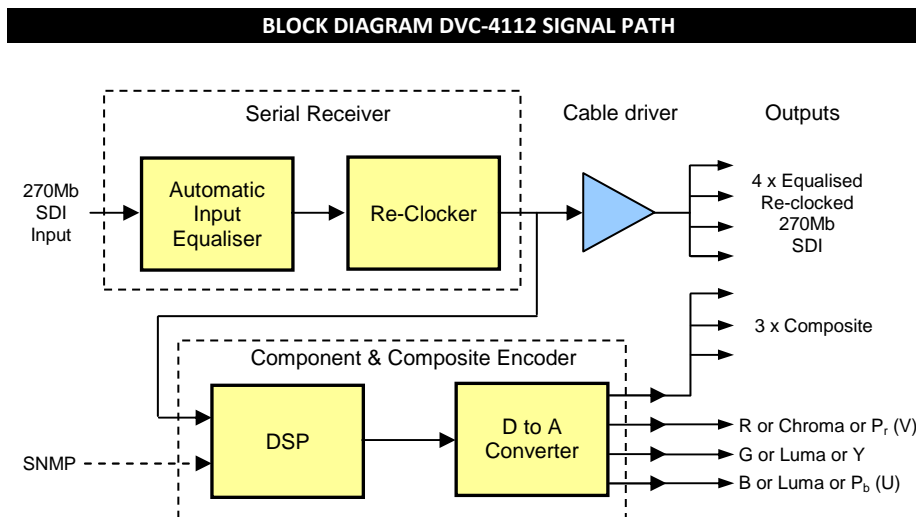 BLOCK DIAGRAM DVC-4112 SIGNAL PATH
Serial Receiver
Cable driver
Outputs
270Mb
SDI
Input
Automatic
Input
Equaliser
Re-Clocker
4 x Equalised
Re-clocked
270Mb
SDI
3 x Composite
Component & Composite Encoder
SNMP
DSP
D to A
Converter
R or Chroma or Pr (V)
G or Luma or Y
B or Luma or Pb (U)